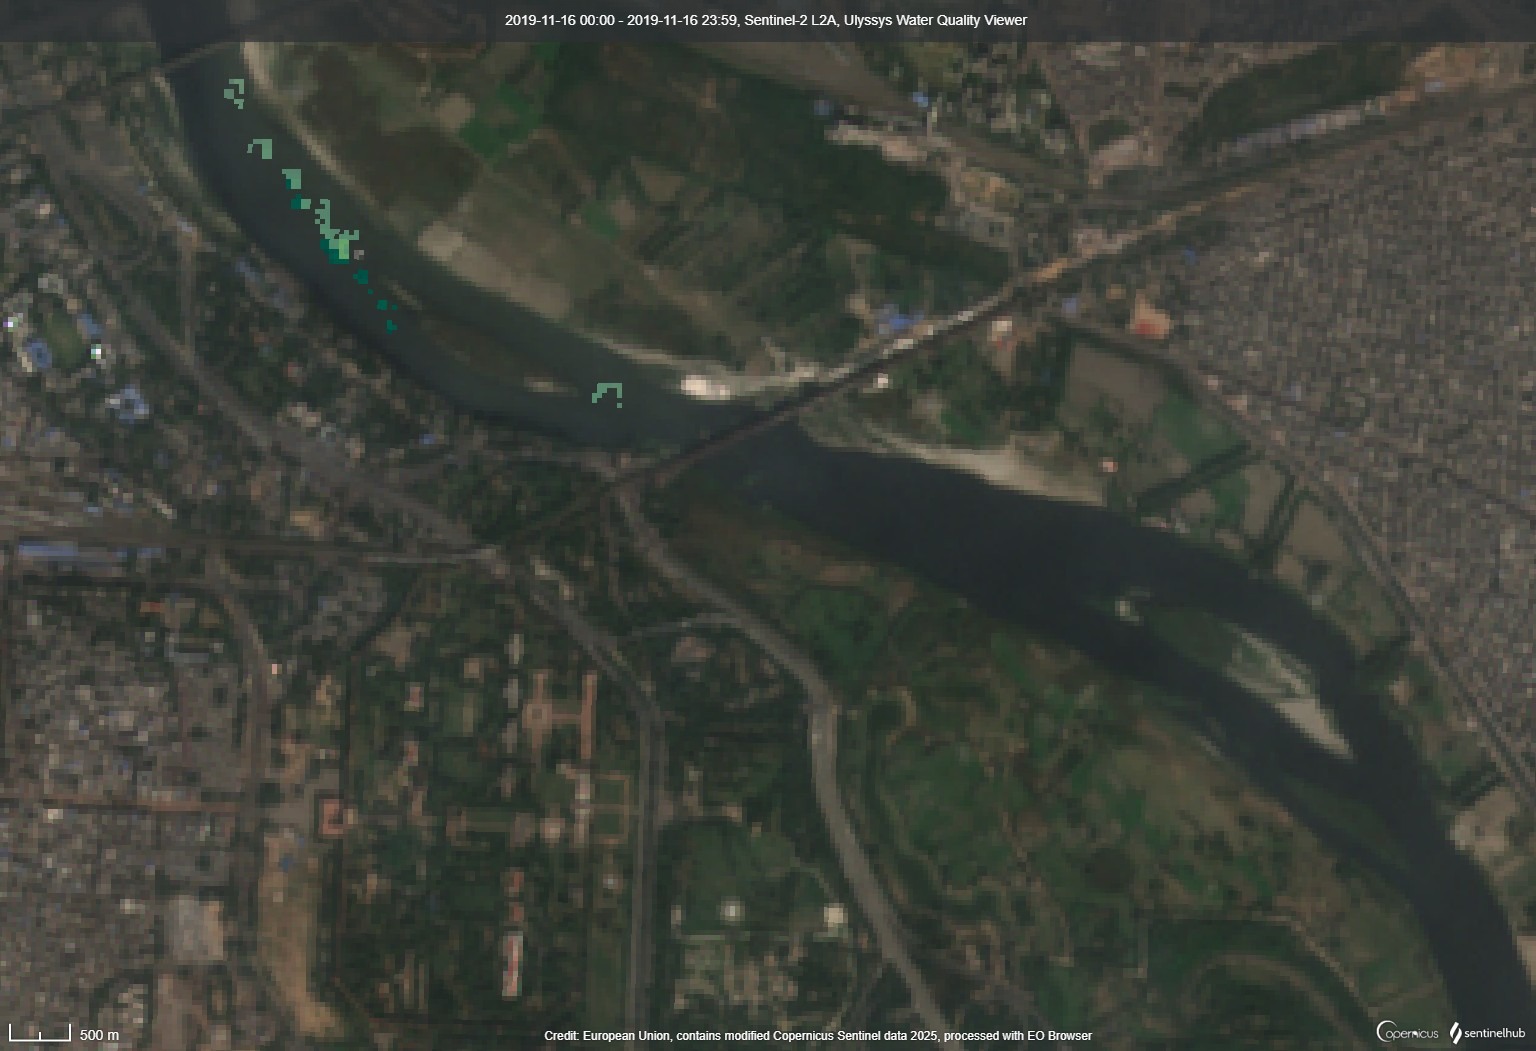 2019-11-16 00:00 - 2019-11-16 23:59, Sentinel-2 L2A, Ulyssys Water Quality Viewer
500 m
Credit: European Union, contains modified Copernicus Sentinel data 2025, processed with EO Browser
Copernicus
sentinelhub